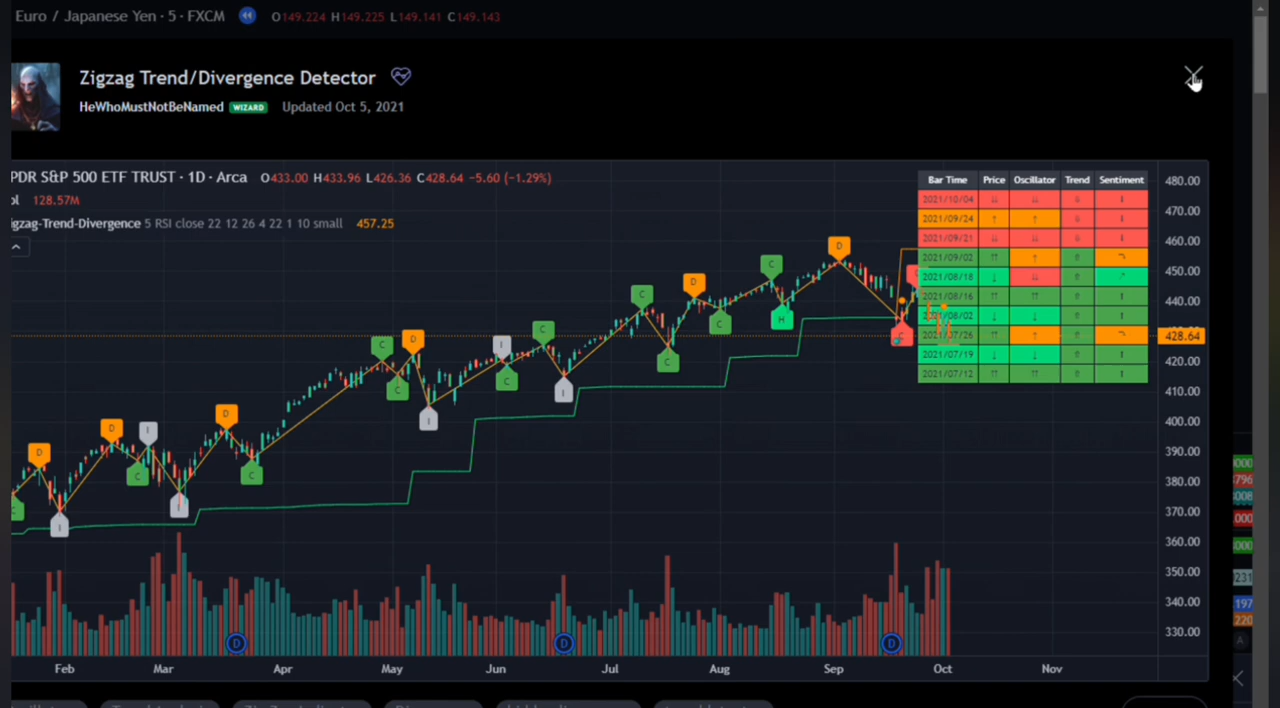 Euro / Japanese Yen · 5 · FXCM O149.224 H149.225 L149.141 C149.143
Zigzag Trend/Divergence Detector
HeWhoMustNotBeNamed WIZARD Updated Oct 5, 2021
PDR S&P 500 ETF TRUST · 1D · Arca O433.00 H433.96 L426.36 C428.64 −5.60 (−1.29%)
ol 128.57M
igzag-Trend-Divergence 5 RSI close 22 12 26 4 22 1 10 small 457.25
Bar Time Price Oscillator Trend Sentiment
2021/10/04
2021/09/24
2021/09/21
2021/09/02
2021/08/18
2021/08/16
2021/08/02
2021/07/26
2021/07/19
2021/07/12
480.00
470.00
460.00
450.00
440.00
428.64
420.00
410.00
400.00
390.00
380.00
370.00
360.00
350.00
340.00
330.00
D D I D C D I C C D C D C
C I C I C C I C I C C H C
D D D
Feb Mar Apr May Jun Jul Aug Sep Oct Nov